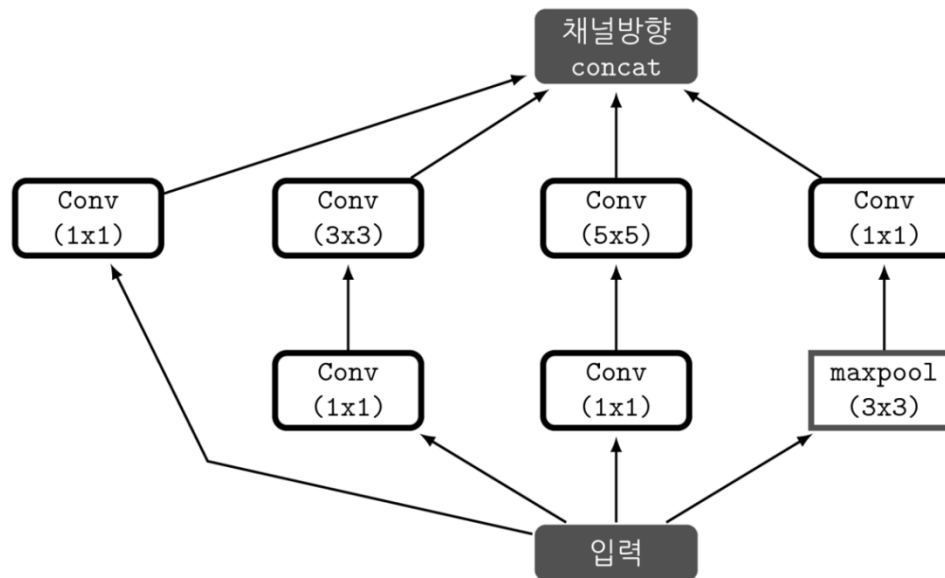 채널방향
concat
Conv
(1x1)
Conv
(3x3)
Conv
(5x5)
Conv
(1x1)
Conv
(1x1)
Conv
(1x1)
maxpool
(3x3)
입력